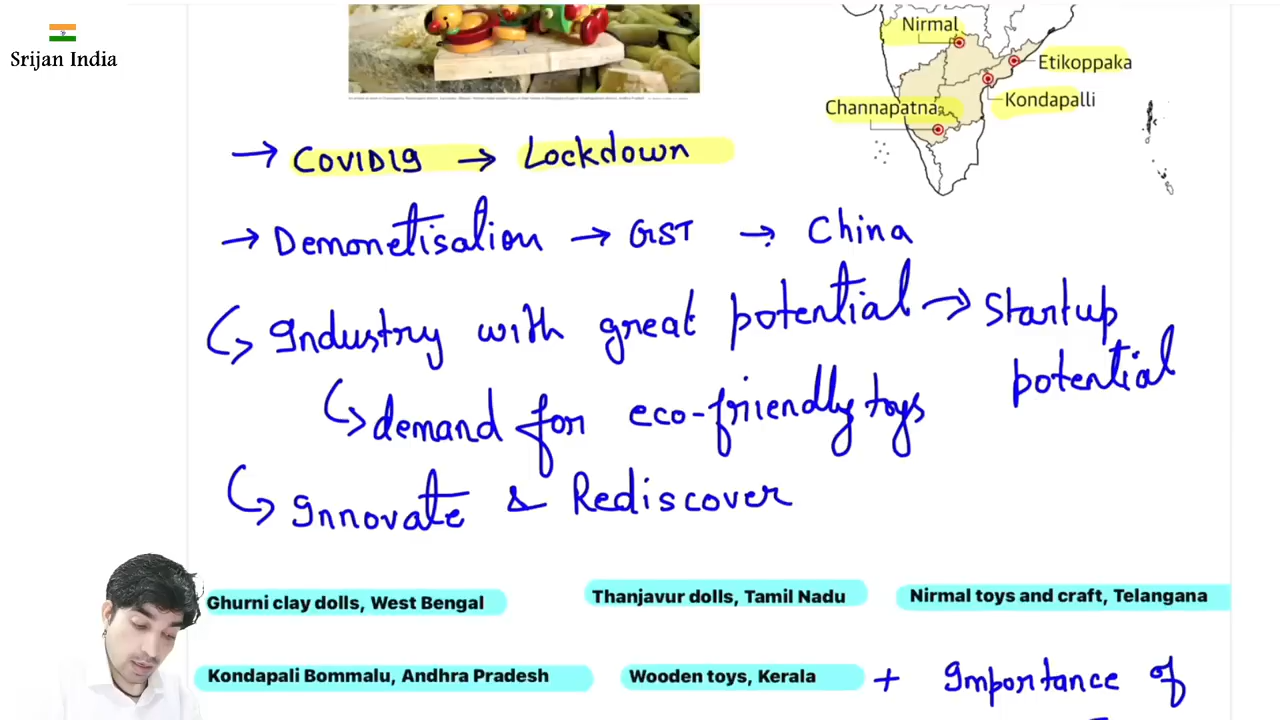 Srijan India
Nirmal
Etikoppaka
Kondapalli
Channapatna
→ COVID19 → Lockdown
→ Demonetisation → GST → China
Industry with great potential → Startup potential
demand for eco-friendly toys
Innovate & Rediscover
Ghurni clay dolls, West Bengal
Thanjavur dolls, Tamil Nadu
Nirmal toys and craft, Telangana
Kondapali Bommalu, Andhra Pradesh
Wooden toys, Kerala
+ Importance of